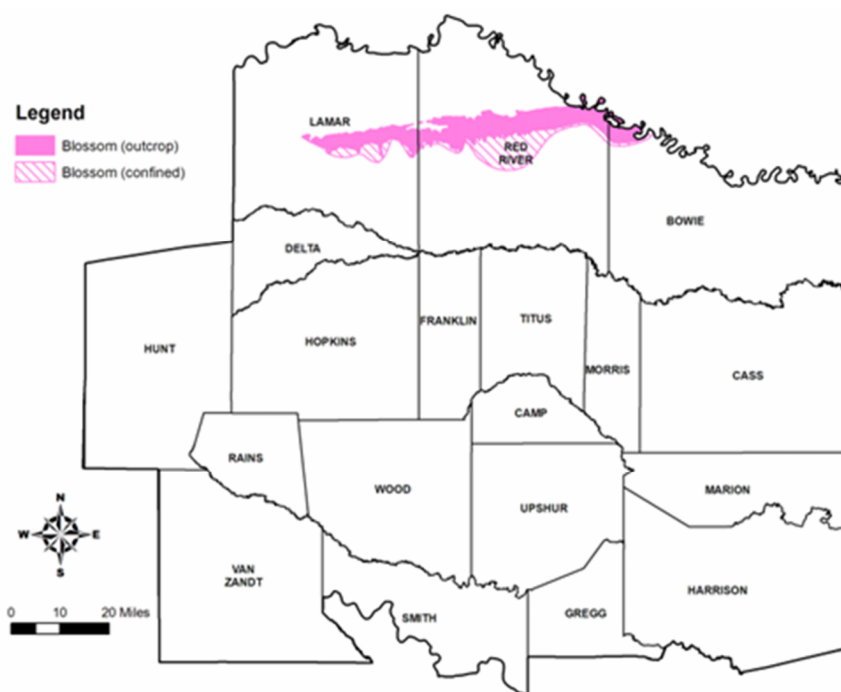 Legend
Blossom (outcrop)
Blossom (confined)
LAMAR
RED
RIVER
BOWIE
DELTA
HUNT
HOPKINS
FRANKLIN
TITUS
MORRIS
CASS
CAMP
RAINS
WOOD
UPSHUR
MARION
VAN
ZANDT
SMITH
GREGG
HARRISON
N
W
E
S
0 10 20 Miles